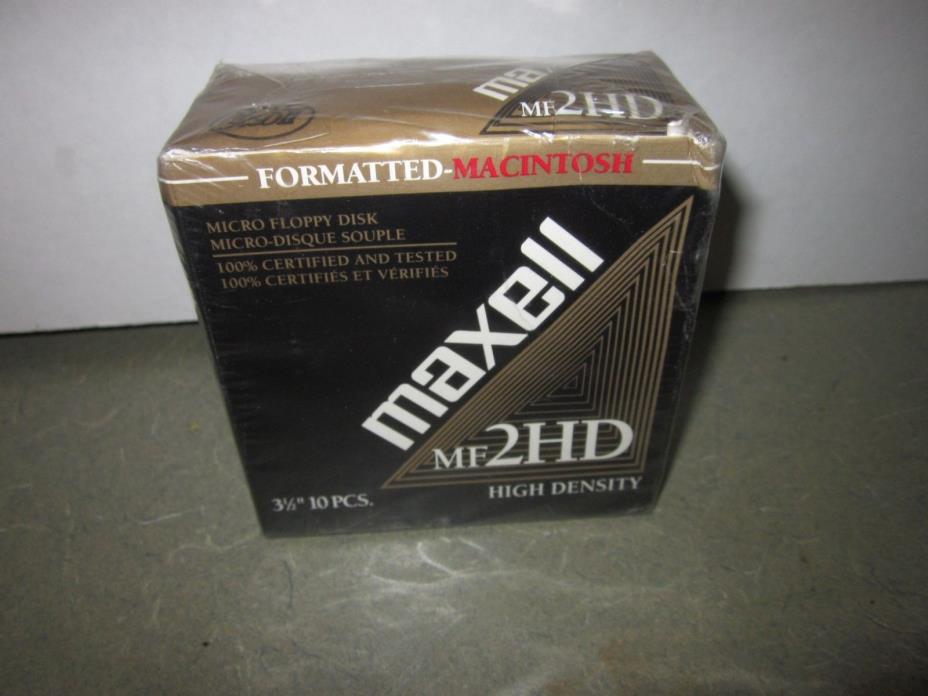 maxell
MF2HD
FORMATTED-MACINTOSH
MICRO FLOPPY DISK
MICRO-DISQUE SOUPLE
100% CERTIFIED AND TESTED
100% CERTIFIÉS ET VÉRIFIÉS
maxell
MF2HD
HIGH DENSITY
3½" 10 PCS.